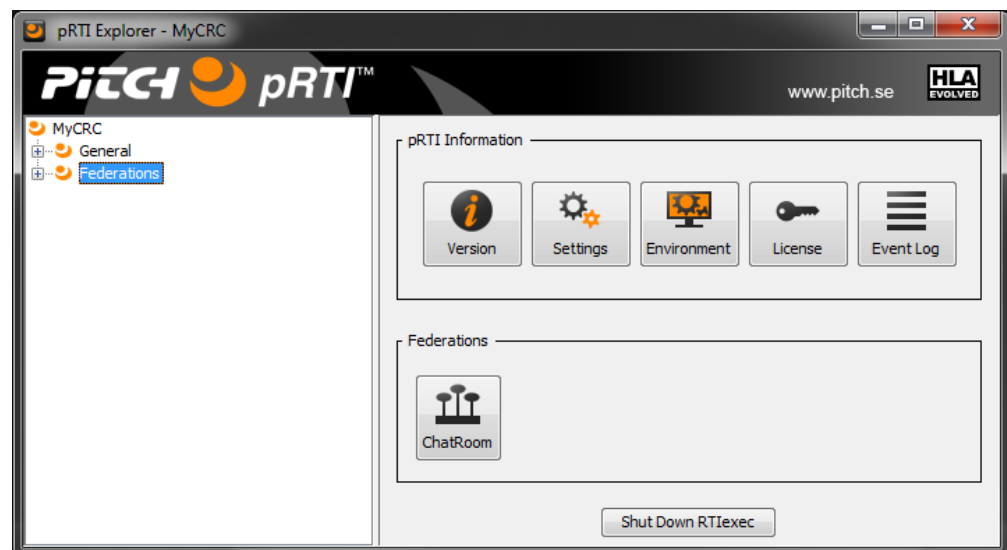 pRTI Explorer - MyCRC
PITCH pRTI™
www.pitch.se
HLA
EVOLVED
MyCRC
General
Federations
pRTI Information
Version
Settings
Environment
License
Event Log
Federations
ChatRoom
Shut Down RTIexec